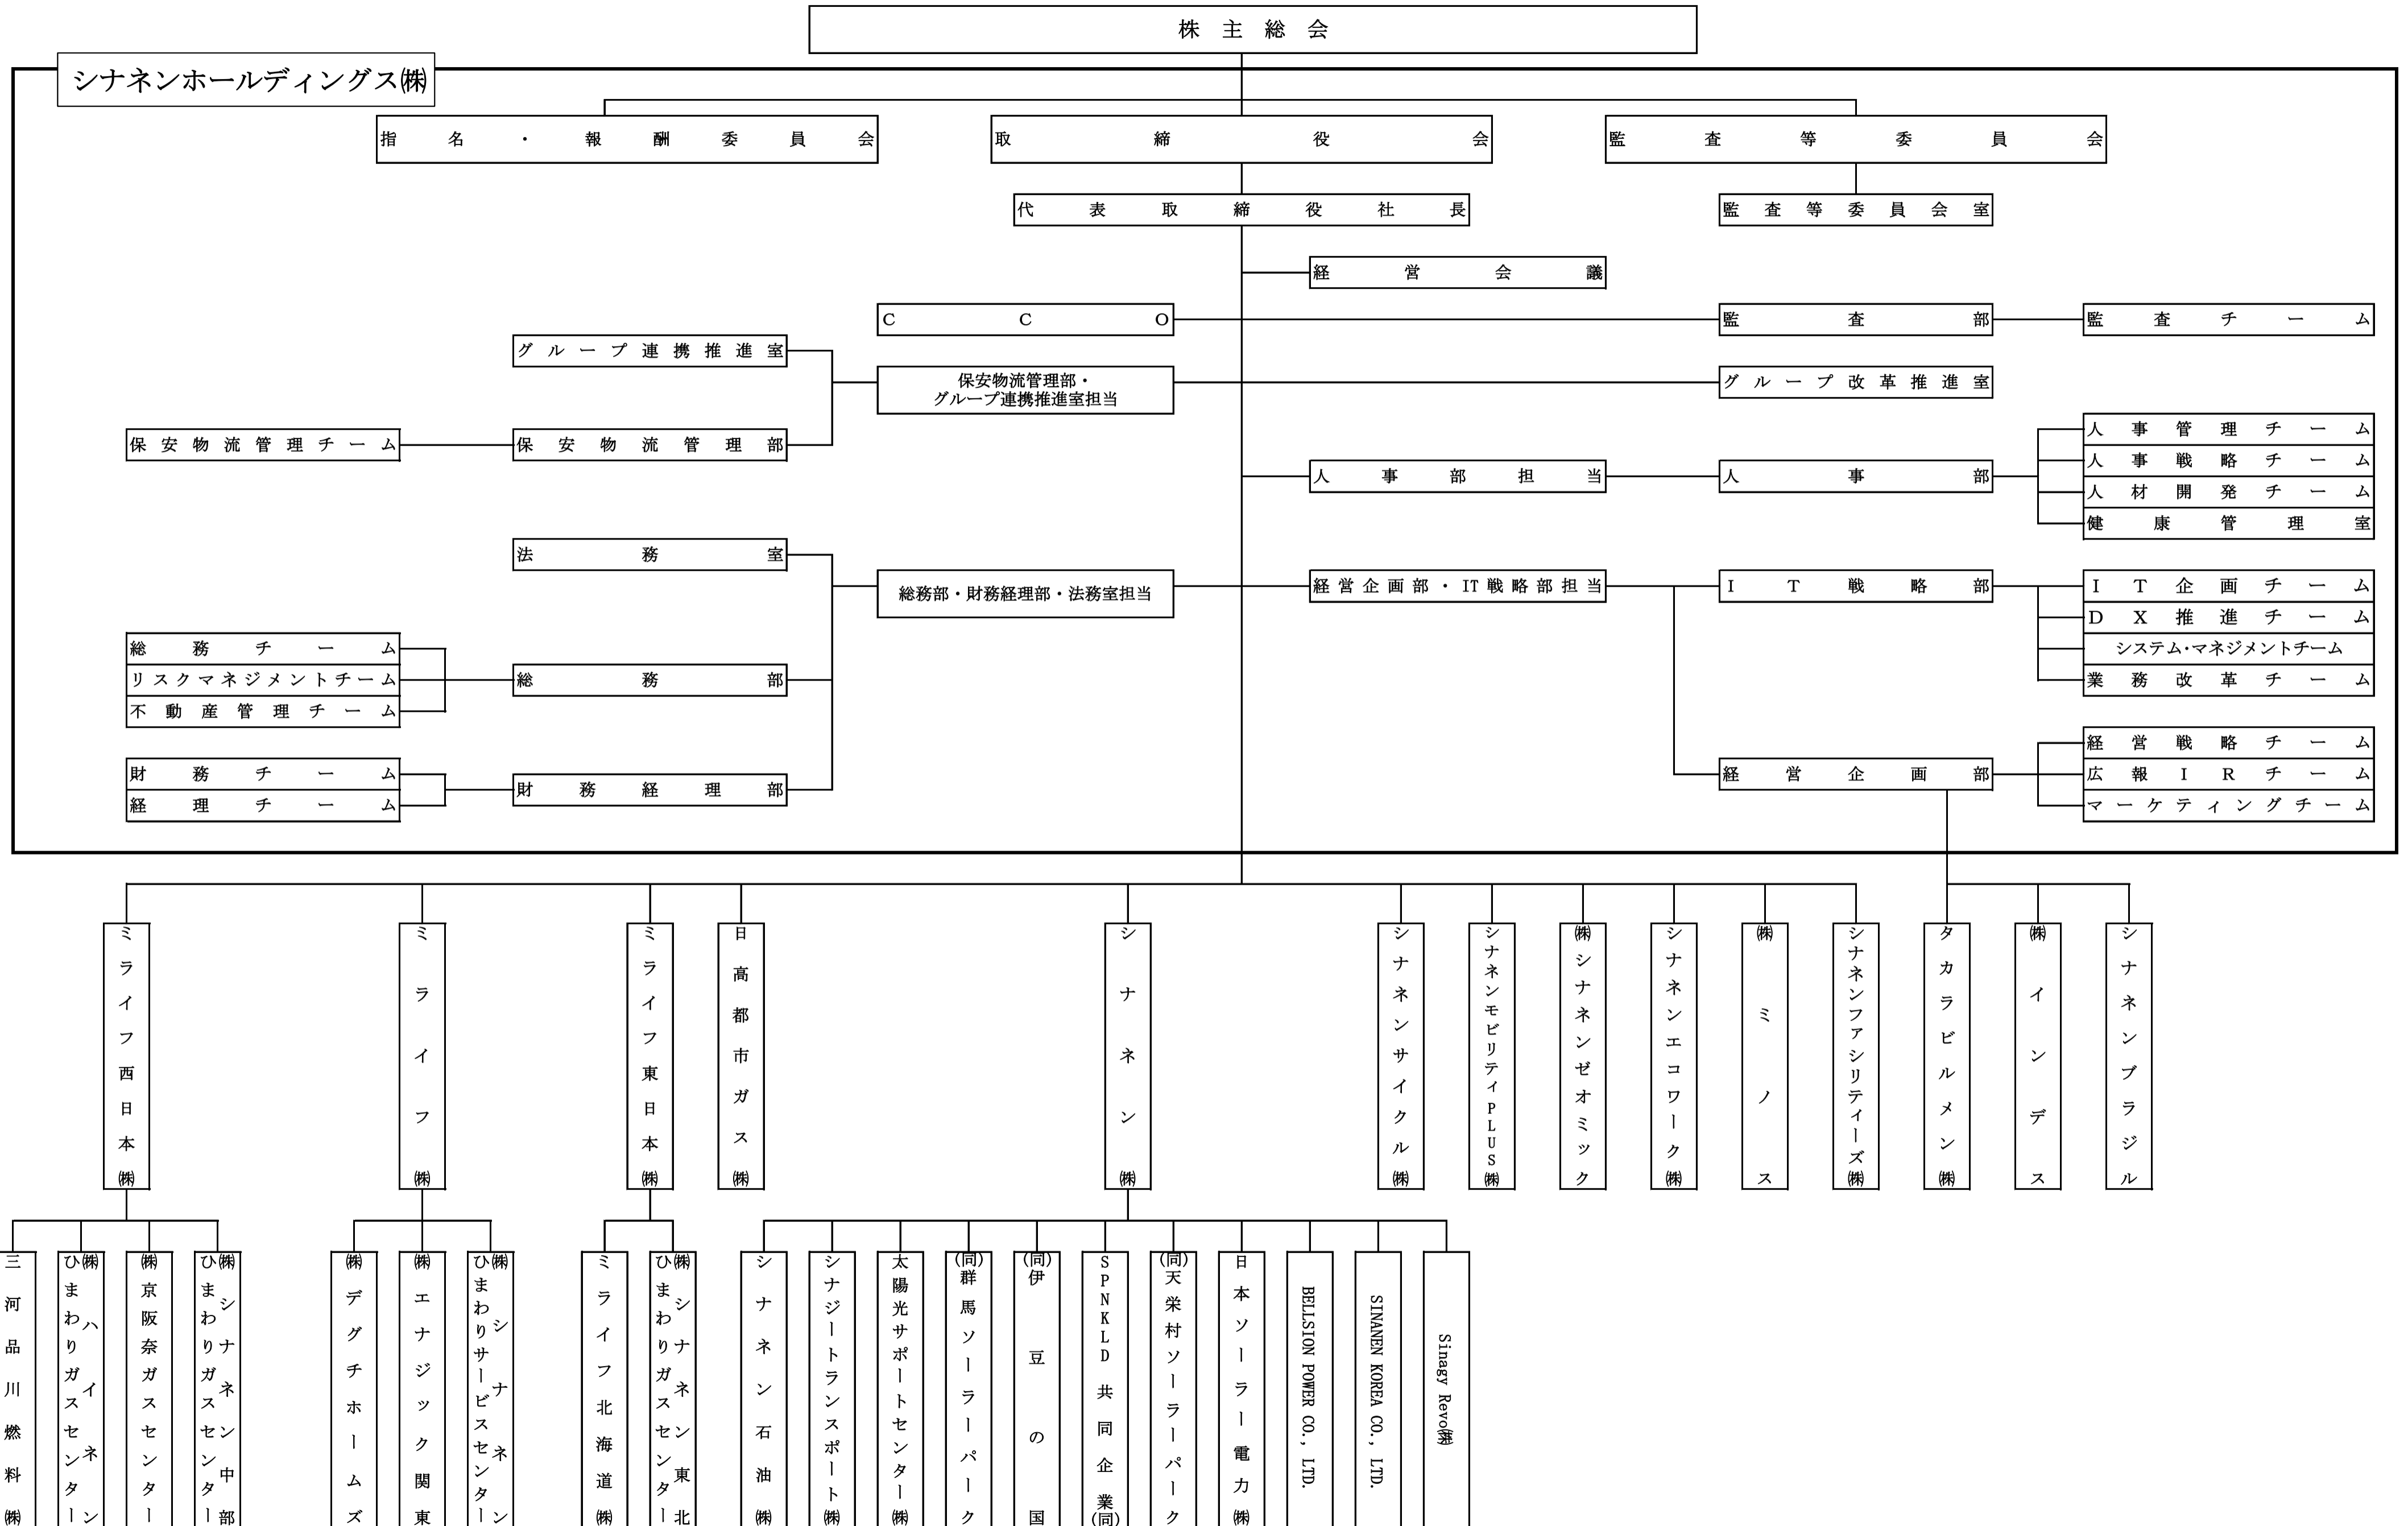 株主総会
シナネンホールディングス㈱
指名・報酬委員会
取締役会
監査等委員会
代表取締役社長
監査等委員会室
経営会議
CCO
監査部
監査チーム
グループ連携推進室
保安物流管理部・
グループ連携推進室担当
グループ改革推進室
保安物流管理チーム
保安物流管理部
人事部担当
人事部
人事管理チーム
人事戦略チーム
人材開発チーム
健康管理室
法務室
総務部・財務経理部・法務室担当
経営企画部・IT戦略部担当
IT戦略部
IT企画チーム
DX推進チーム
システム・マネジメントチーム
業務改革チーム
総務チーム
リスクマネジメントチーム
不動産管理チーム
総務部
財務チーム
経理チーム
財務経理部
経営企画部
経営戦略チーム
広報IRチーム
マーケティングチーム
ミライフ西日本㈱
ミライフ㈱
ミライフ東日本㈱
日高都市ガス㈱
シナネン㈱
シナネンサイクル㈱
シナネンモビリティPLUS㈱
㈱シナネンゼオミック
シナネンエコワーク㈱
㈱ミノス
シナネンファシリティーズ㈱
タカラビルメン㈱
㈱インデス
シナネンブラジル
三河品川燃料㈱
㈱ハイネン
ひまわりガスセンター
㈱京阪奈ガスセンター
㈱シナネン中部
ひまわりガスセンター
㈱デグチホームズ
㈱エナジック関東
㈱シナネン
ひまわりサービスセンター
ミライフ北海道㈱
㈱シナネン東北
ひまわりガスセンター
シナネン石油㈱
シナジートランスポート㈱
太陽光サポートセンター㈱
(同)群馬ソーラーパーク
(同)伊豆の国
SPNKLD共同企業(同)
(同)天栄村ソーラーパーク
日本ソーラー電力㈱
BELLSION POWER CO., LTD.
SINANEN KOREA CO., LTD.
Sinagy Revo㈱